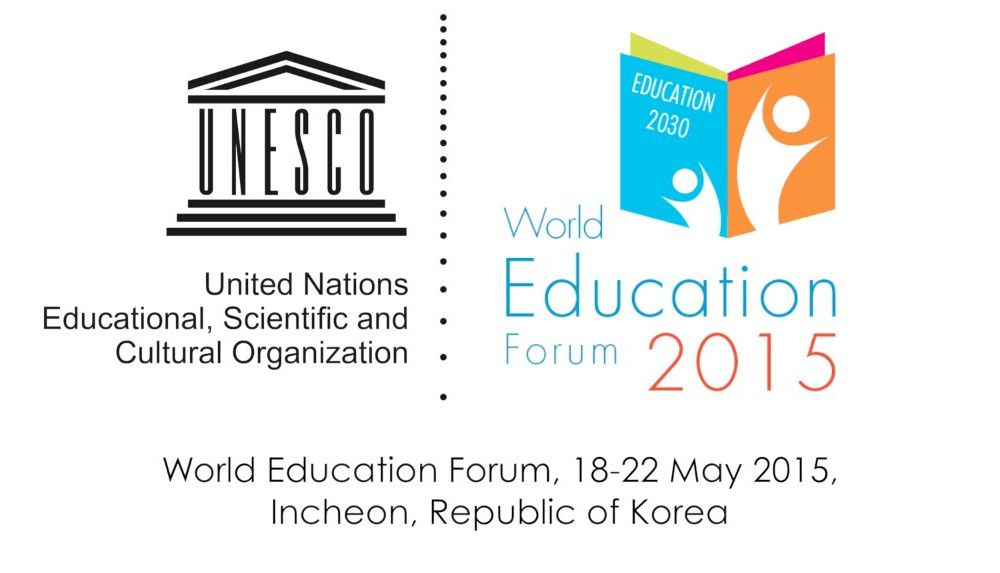 UNESCO
United Nations
Educational, Scientific and
Cultural Organization
EDUCATION
2030
World
Education
Forum 2015
World Education Forum, 18-22 May 2015,
Incheon, Republic of Korea